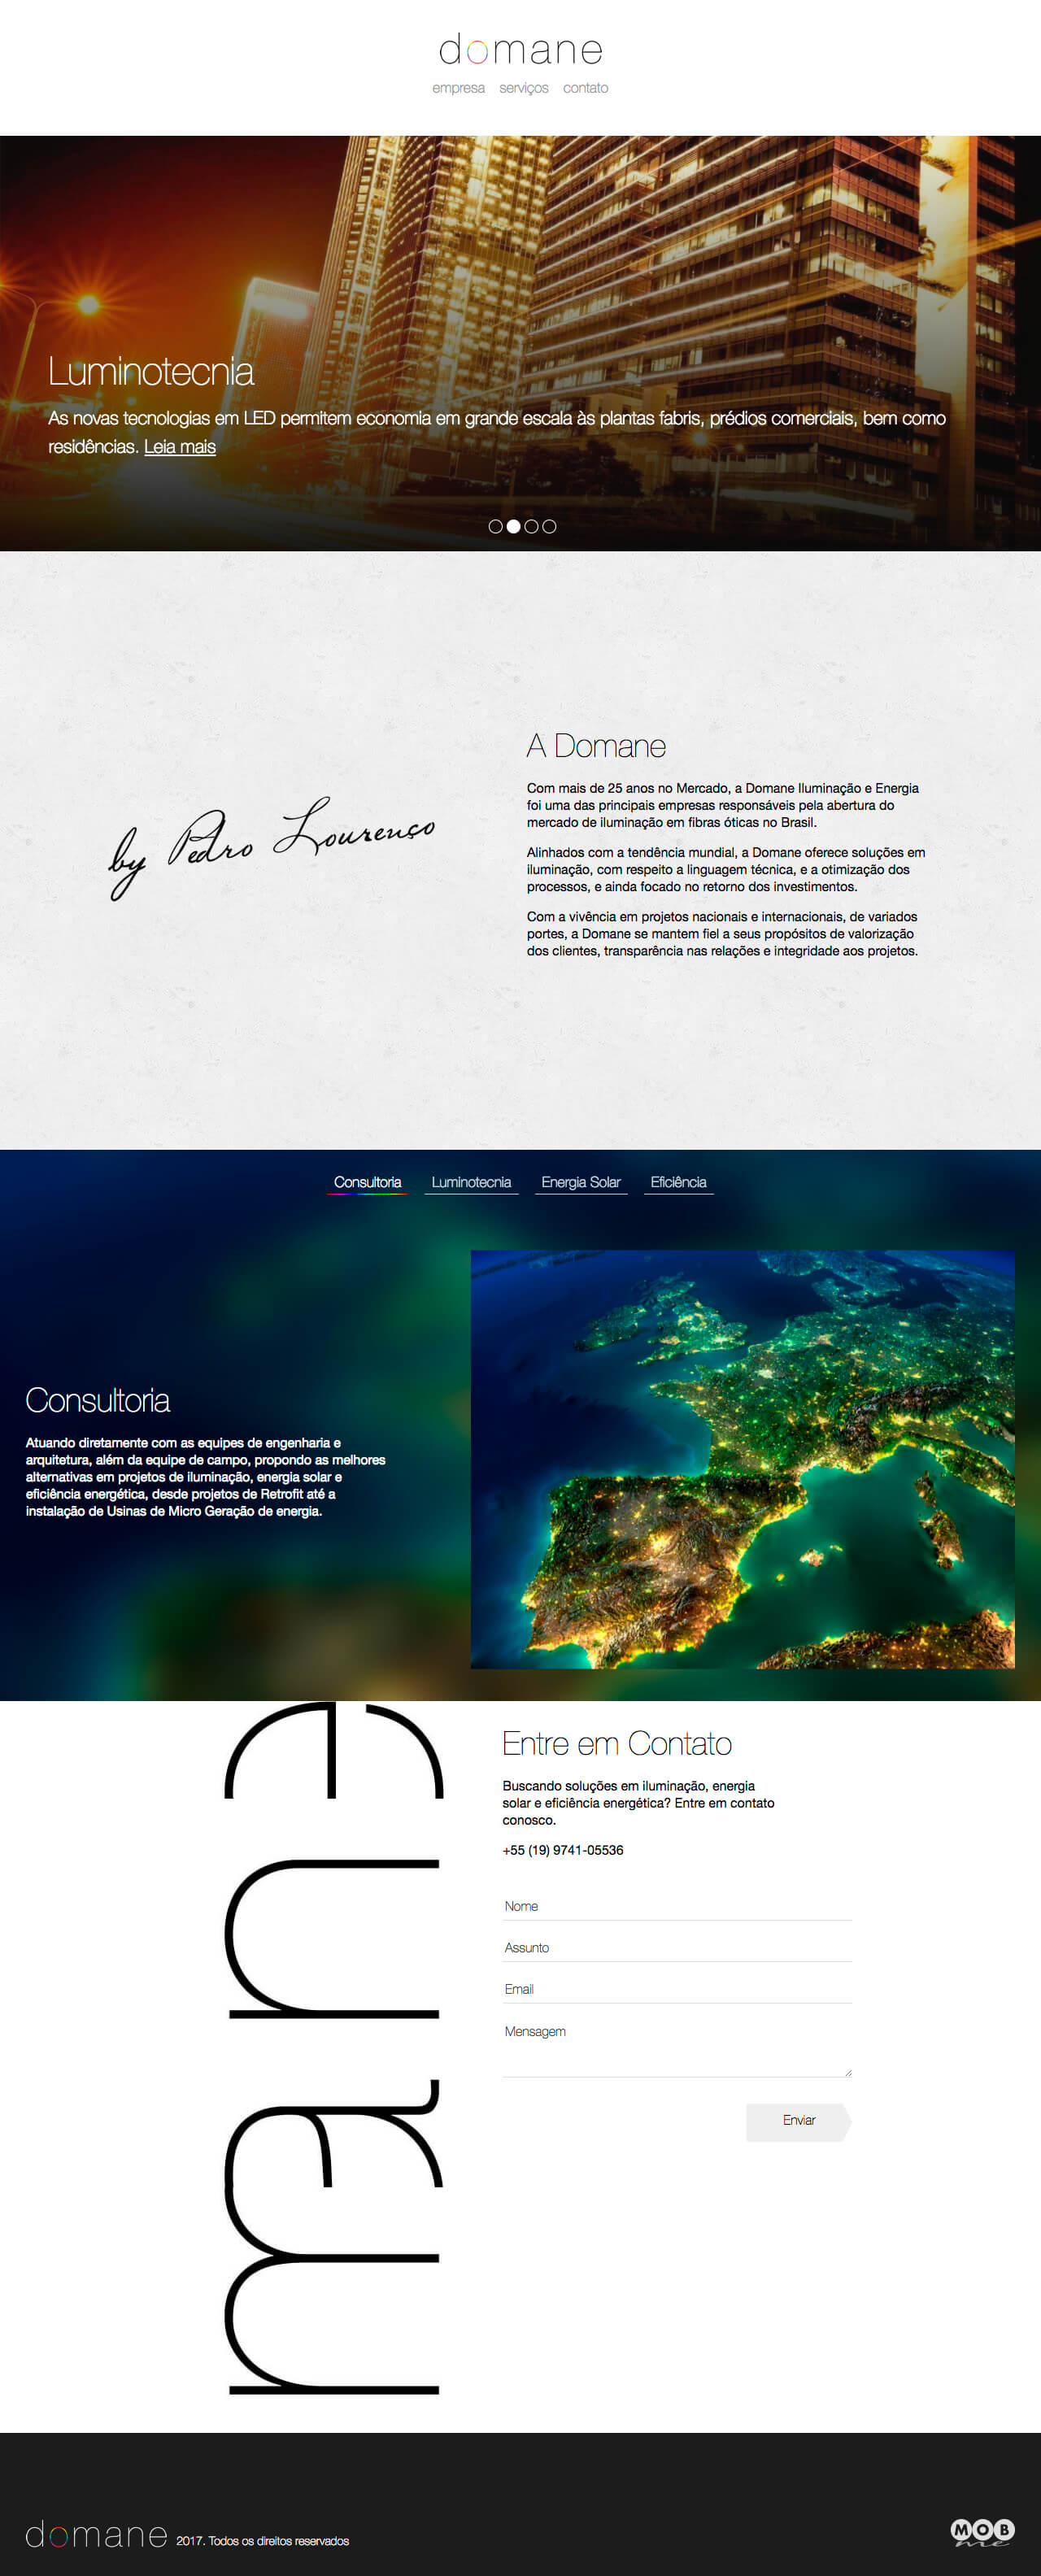 domane
empresa serviços contato
Luminotecnia
As novas tecnologias em LED permitem economia em grande escala às plantas fabris, prédios comerciais, bem como
residências. Leia mais
by Pedro Lourenço
A Domane
Com mais de 25 anos no Mercado, a Domane Iluminação e Energia
foi uma das principais empresas responsáveis pela abertura do
mercado de iluminação em fibras óticas no Brasil.
Alinhados com a tendência mundial, a Domane oferece soluções em
iluminação, com respeito a linguagem técnica, e a otimização dos
processos, e ainda focado no retorno dos investimentos.
Com a vivência em projetos nacionais e internacionais, de variados
portes, a Domane se mantem fiel a seus propósitos de valorização
dos clientes, transparência nas relações e integridade aos projetos.
Consultoria Luminotecnia Energia Solar Eficiência
Consultoria
Atuando diretamente com as equipes de engenharia e
arquitetura, além da equipe de campo, propondo as melhores
alternativas em projetos de iluminação, energia solar e
eficiência energética, desde projetos de Retrofit até a
instalação de Usinas de Micro Geração de energia.
mane
Entre em Contato
Buscando soluções em iluminação, energia
solar e eficiência energética? Entre em contato
conosco.
+55 (19) 9741-05536
Nome
Assunto
Email
Mensagem
Enviar
domane 2017. Todos os direitos reservados
MOB
me